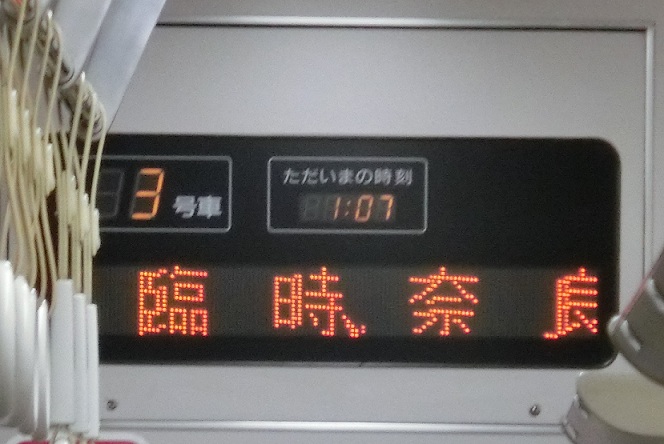 3号車
ただいまの時刻
1:07
臨時 奈良